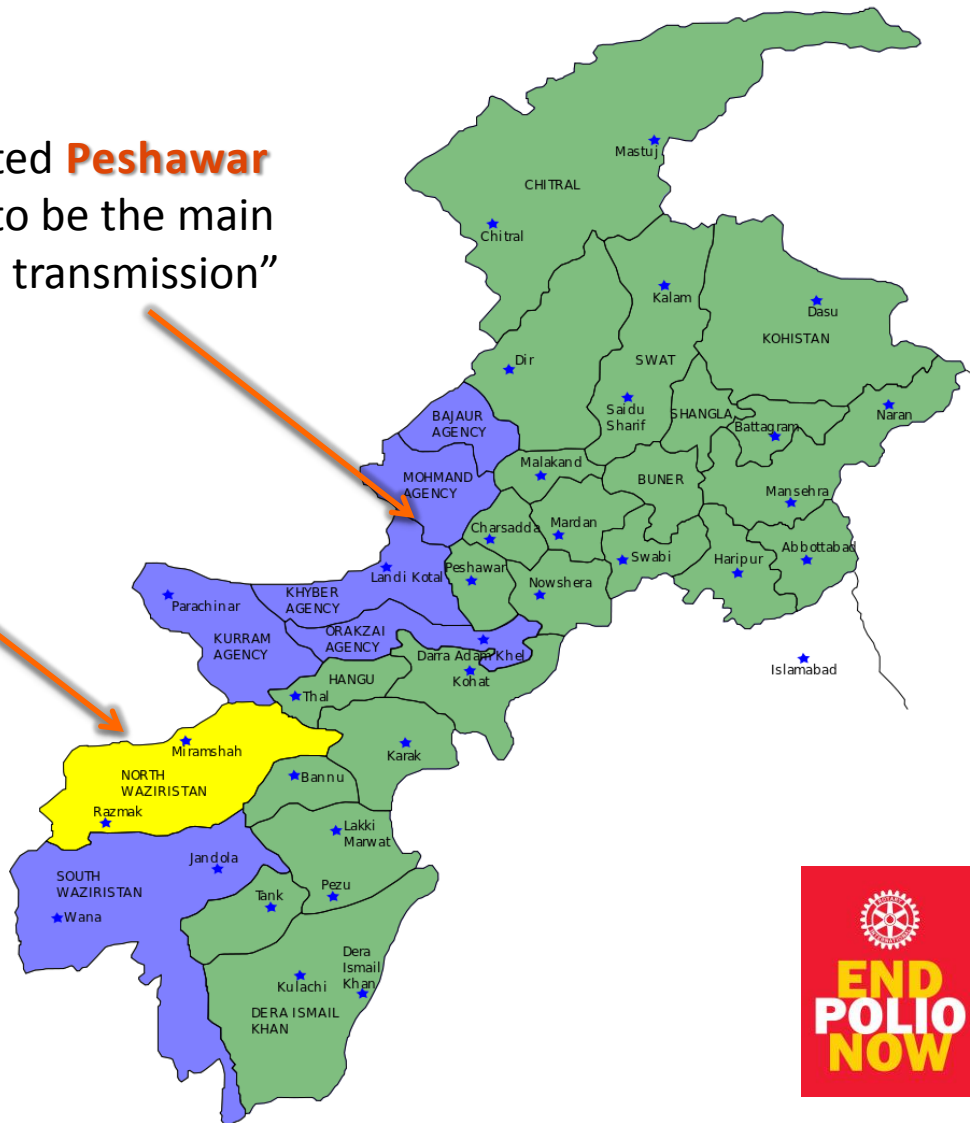 ted Peshawar
to be the main
transmission”
Mastuj
CHITRAL
Chitral
Kalam
Dasu
KOHISTAN
Dir
SWAT
BAJAUR
AGENCY
Saidu
Sharif
SHANGLA
Naran
Battagram
Malakand
MOHMAND
AGENCY
BUNER
Mansehra
Charsadda
Mardan
Landi Kotal
Peshawar
Swabi
Haripur
Abbottabad
Nowshera
Parachinar
KHYBER
AGENCY
ORAKZAI
AGENCY
KURRAM
AGENCY
Darra Adam Khel
Kohat
Islamabad
HANGU
Thal
Miramshah
Karak
NORTH
WAZIRISTAN
Bannu
Razmak
Lakki
Marwat
Jandola
SOUTH
WAZIRISTAN
Tank
Pezu
Wana
Dera
Ismail
Khan
Kulachi
DERA ISMAIL
KHAN
ROTARY
INTERNATIONAL
END
POLIO
NOW